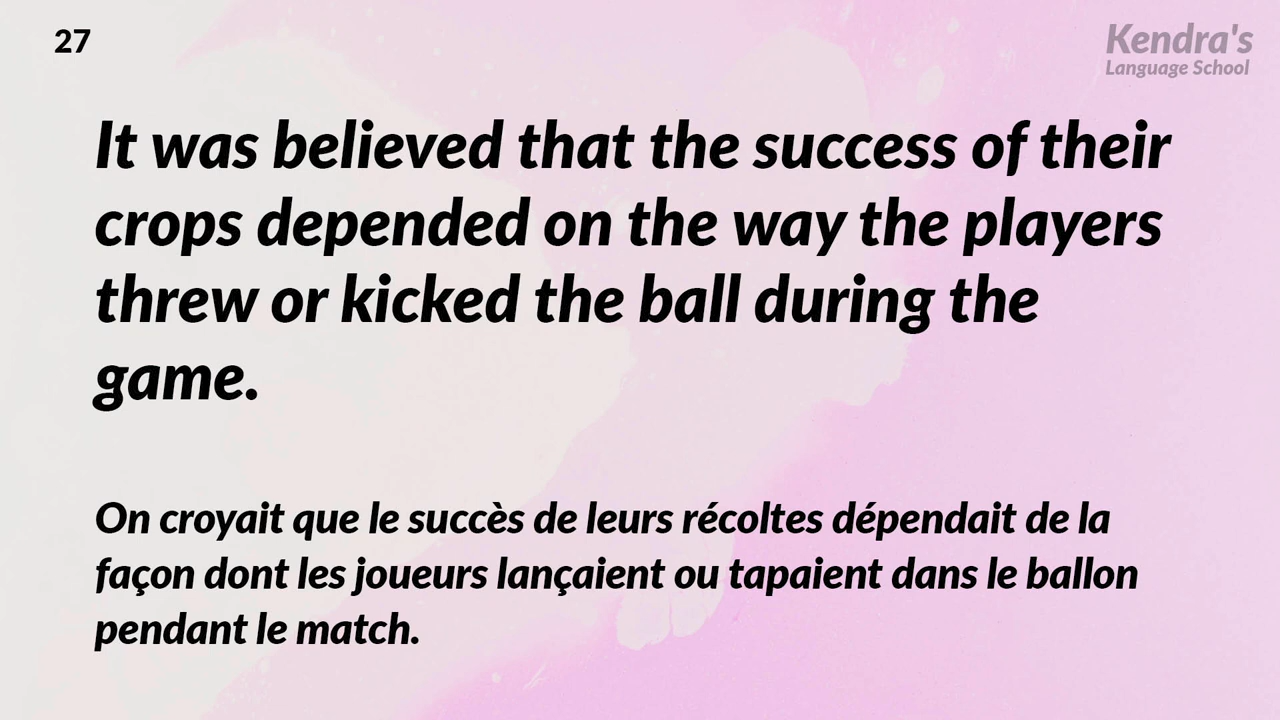 27
Kendra's
Language School
It was believed that the success of their
crops depended on the way the players
threw or kicked the ball during the
game.
On croyait que le succès de leurs récoltes dépendait de la
façon dont les joueurs lançaient ou tapaient dans le ballon
pendant le match.